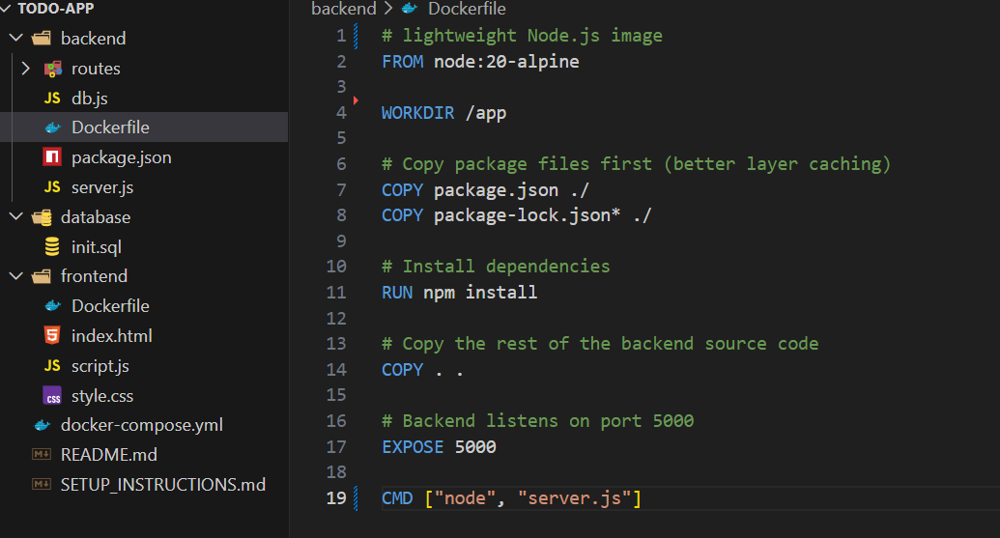 TODO-APP
backend
routes
JS db.js
Dockerfile
package.json
JS server.js
database
init.sql
frontend
Dockerfile
index.html
JS script.js
CSS style.css
docker-compose.yml
M README.md
M SETUP_INSTRUCTIONS.md
backend > Dockerfile
1 # lightweight Node.js image
2 FROM node:20-alpine
3
4 WORKDIR /app
5
6 # Copy package files first (better layer caching)
7 COPY package.json ./
8 COPY package-lock.json* ./
9
10 # Install dependencies
11 RUN npm install
12
13 # Copy the rest of the backend source code
14 COPY . .
15
16 # Backend listens on port 5000
17 EXPOSE 5000
18
19 CMD ["node", "server.js"]